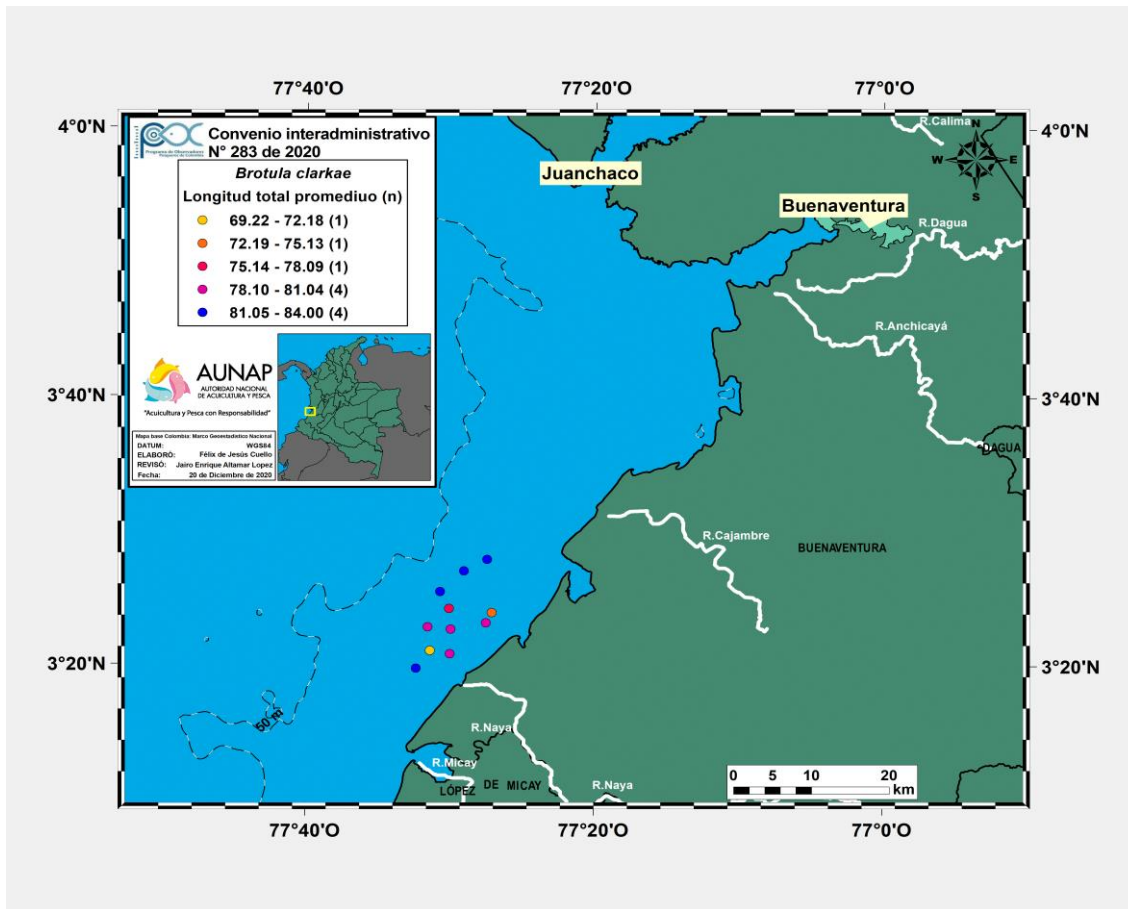 77°40'O
77°20'O
77°0'O
4°0'N
4°0'N
Convenio interadministrativo
N° 283 de 2020
Brotula clarkae
Longitud total promediuo (n)
69.22 - 72.18 (1)
72.19 - 75.13 (1)
75.14 - 78.09 (1)
78.10 - 81.04 (4)
81.05 - 84.00 (4)
AUNAP
AUTORIDAD NACIONAL
DE ACUICULTURA Y PESCA
"Acuicultura y Pesca con Responsabilidad"
Mapa base Colombia: Marco Geoestadístico Nacional
DATUM: WGS84
ELABORÓ: Félix de Jesús Cuello
REVISÓ: Jairo Enrique Altamar Lopez
Fecha: 20 de Diciembre de 2020
R.Calima
N
W E
S
Juanchaco
Buenaventura
R.Dagua
R.Anchicayá
3°40'N
3°40'N
DAGUA
R.Cajambre
BUENAVENTURA
3°20'N
3°20'N
50 m
R.Naya
R.Micay
LÓPEZ DE MICAY
R.Naya
0 5 10 20
km
77°40'O
77°20'O
77°0'O